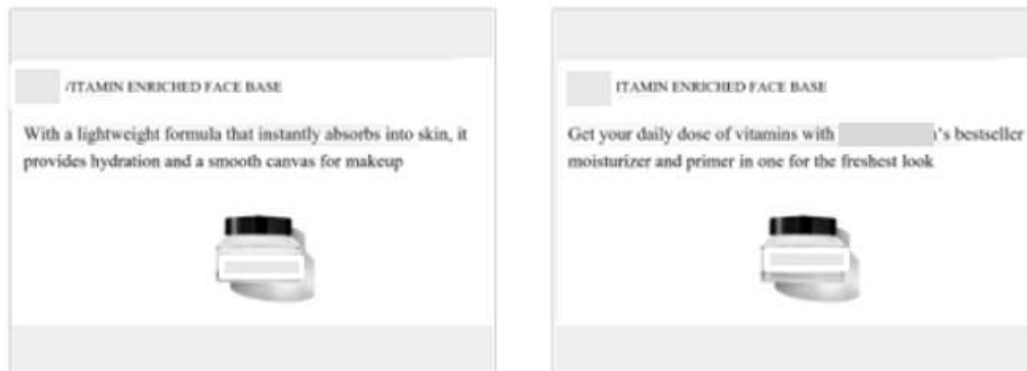 VITAMIN ENRICHED FACE BASE
With a lightweight formula that instantly absorbs into skin, it
provides hydration and a smooth canvas for makeup
ITAMIN ENRICHED FACE BASE
Get your daily dose of vitamins with 's bestseller
moisturizer and primer in one for the freshest look